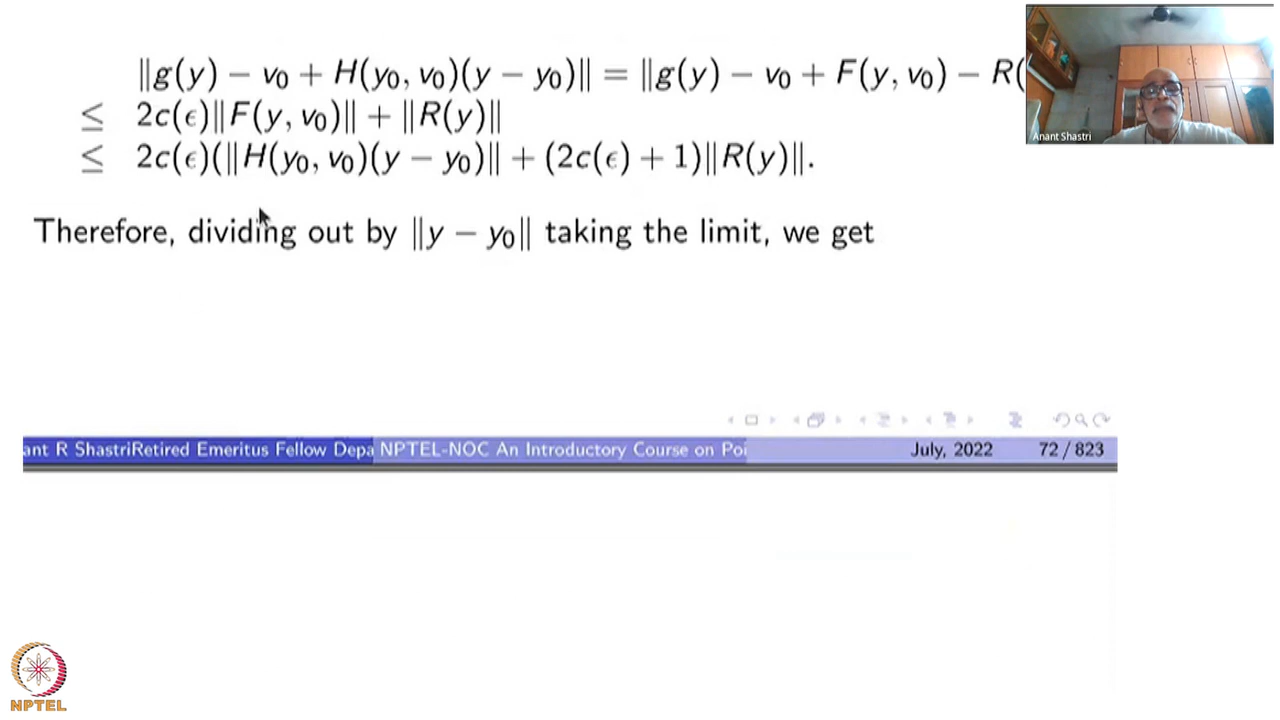 ‖g(y) − v₀ + H(y₀, v₀)(y − y₀)‖ = ‖g(y) − v₀ + F(y, v₀) − R(
≤ 2c(ϵ)‖F(y, v₀)‖ + ‖R(y)‖
≤ 2c(ϵ)(‖H(y₀, v₀)(y − y₀)‖ + (2c(ϵ) + 1)‖R(y)‖.
Anant Shastri
Therefore, dividing out by ‖y − y₀‖ taking the limit, we get
ant R ShastriRetired Emeritus Fellow Depa NPTEL-NOC An Introductory Course on Poi July, 2022 72 / 823
NPTEL